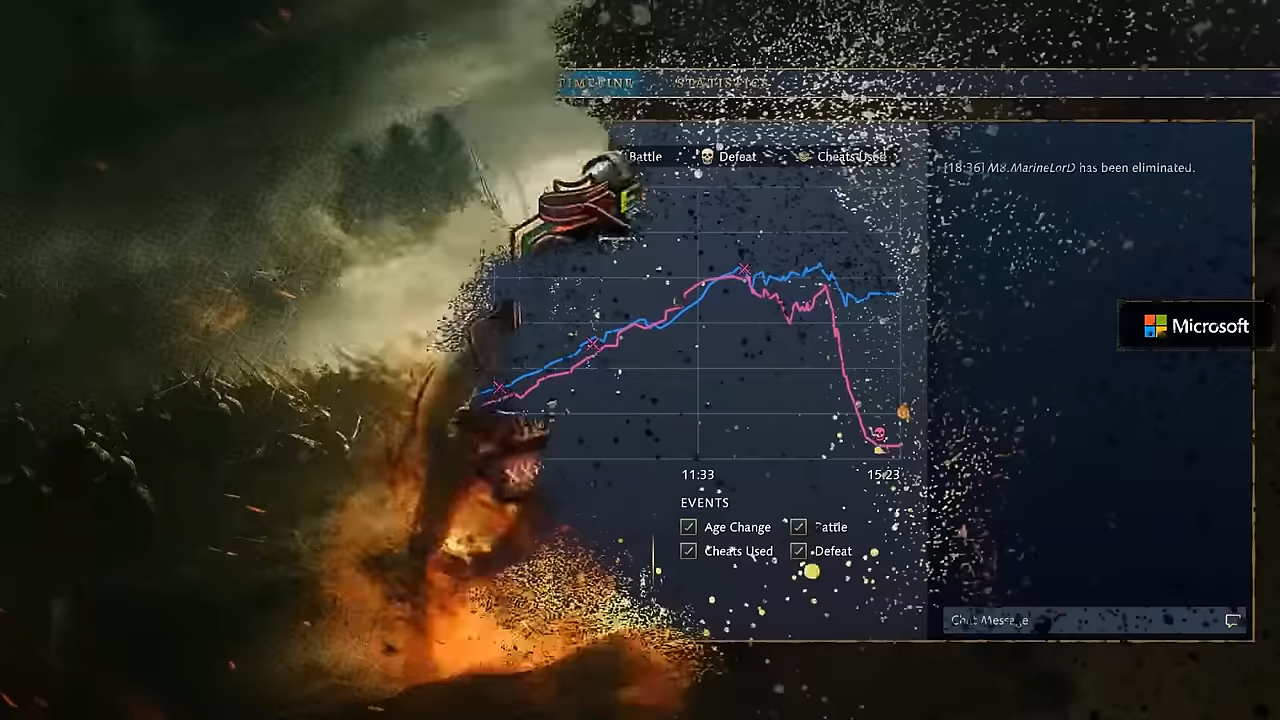 TIMELINE STATISTICS
Battle Defeat Cheats Used
[18:36] M8.MarineLorD has been eliminated.
Microsoft
11:33 15:23
EVENTS
Age Change Battle
Cheats Used Defeat
Chat Message